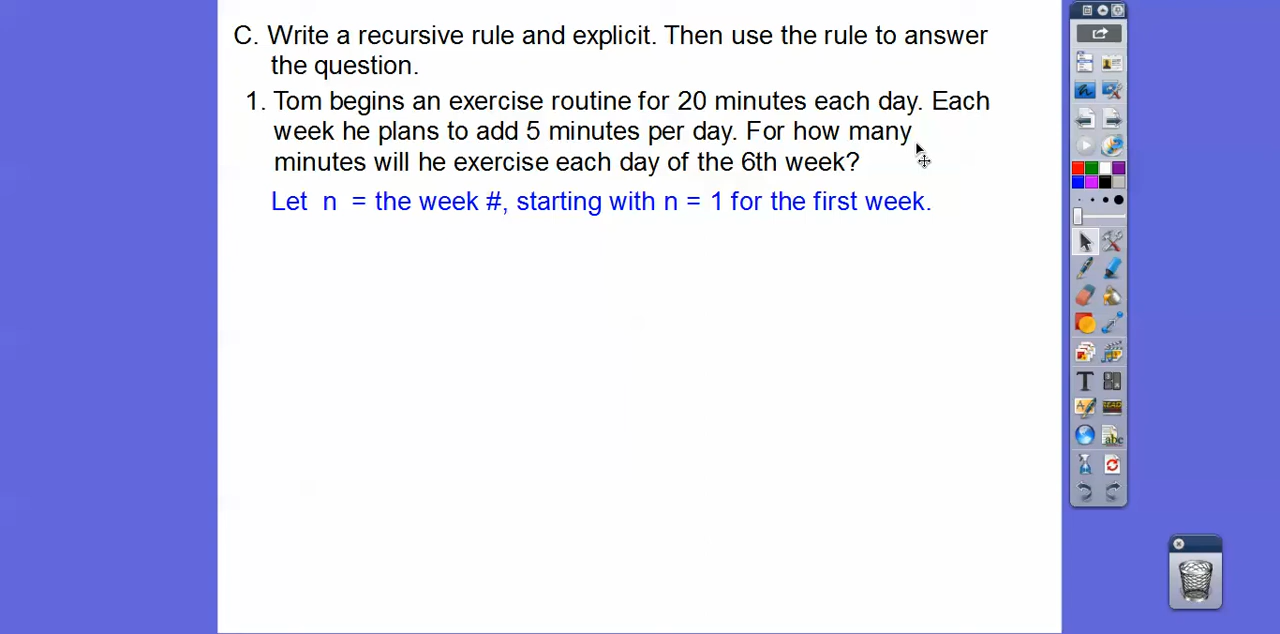 C. Write a recursive rule and explicit. Then use the rule to answer
the question.
1. Tom begins an exercise routine for 20 minutes each day. Each
week he plans to add 5 minutes per day. For how many
minutes will he exercise each day of the 6th week?
Let n = the week #, starting with n = 1 for the first week.
T
abc